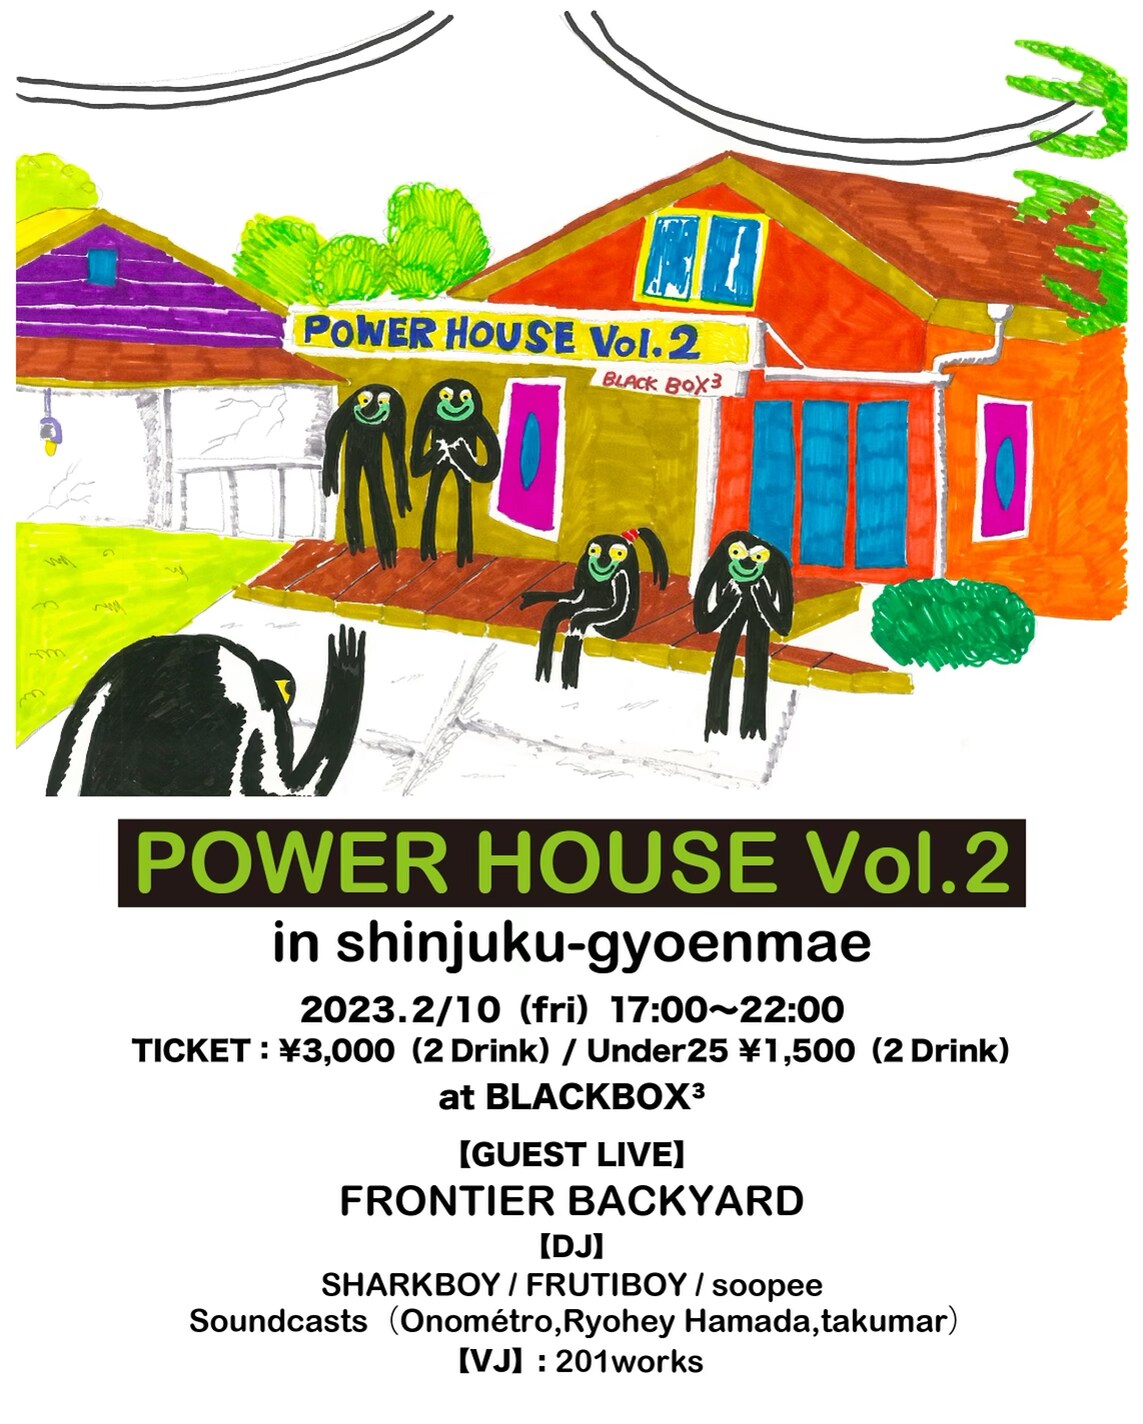 POWER HOUSE Vol.2
BLACK BOX³
POWER HOUSE Vol.2
in shinjuku-gyoenmae
2023.2/10（fri）17:00〜22:00
TICKET：¥3,000（2 Drink）/ Under25 ¥1,500（2 Drink）
at BLACKBOX³
【GUEST LIVE】
FRONTIER BACKYARD
【DJ】
SHARKBOY / FRUTIBOY / soopee
Soundcasts（Onométro,Ryohey Hamada,takumar）
【VJ】: 201works